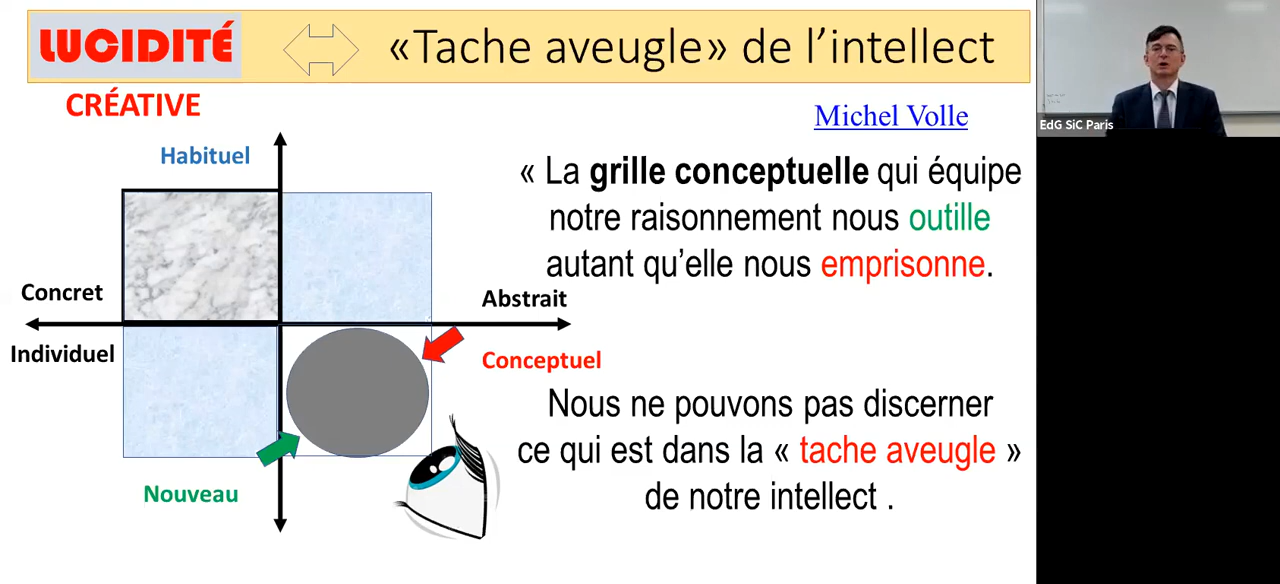 LUCIDITÉ
«Tache aveugle» de l’intellect
EdG SiC Paris
CRÉATIVE
Michel Volle
Habituel
« La grille conceptuelle qui équipe
notre raisonnement nous outille
autant qu’elle nous emprisonne.
Concret
Abstrait
Individuel
Conceptuel
Nous ne pouvons pas discerner
ce qui est dans la « tache aveugle »
de notre intellect .
Nouveau